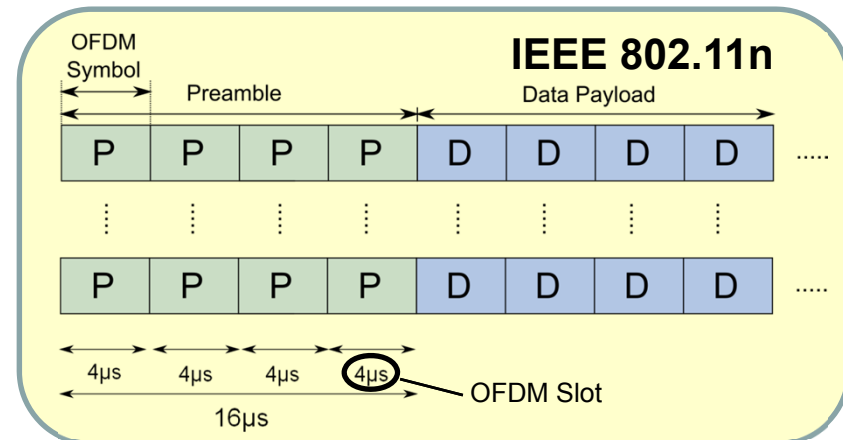 OFDM
Symbol
IEEE 802.11n
Preamble
Data Payload
P P P P D D D D .....
P P P P D D D D .....
4μs 4μs 4μs 4μs
OFDM Slot
16μs